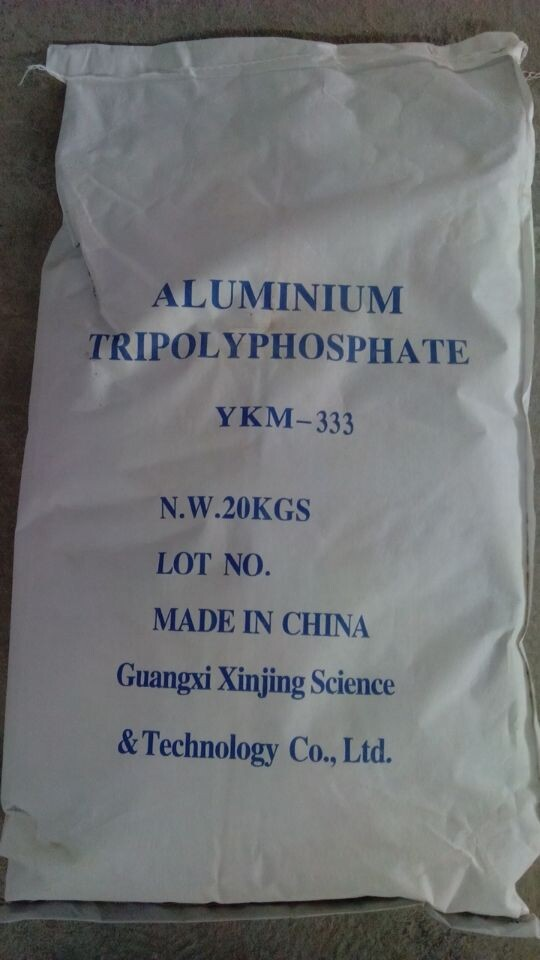 ALUMINIUM
TRIPOLYPHOSPHATE
YKM-333
N.W.20KGS
LOT NO.
MADE IN CHINA
Guangxi Xinjing Science
& Technology Co., Ltd.